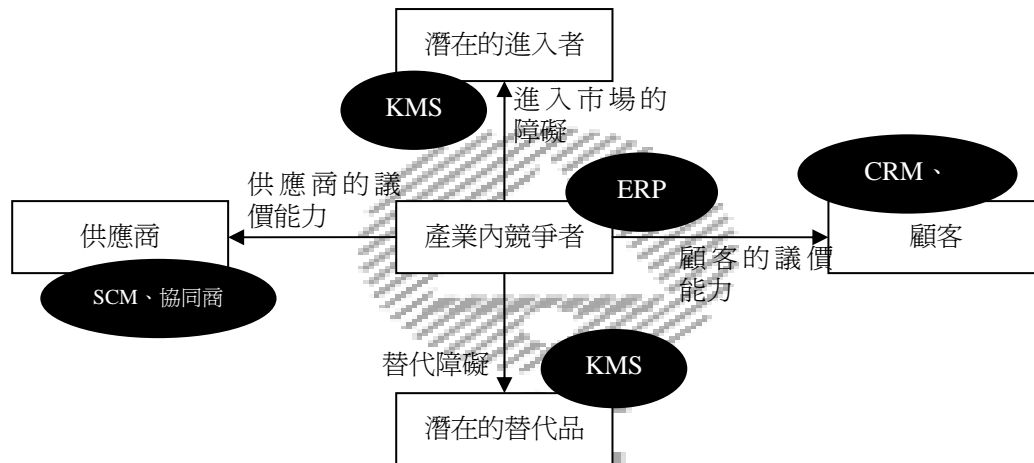 潛在的進入者
KMS
進入市場的
障礙
CRM、
ERP
供應商的議
價能力
供應商
產業內競爭者
顧客
顧客的議價
能力
SCM、協同商
替代障礙
KMS
潛在的替代品